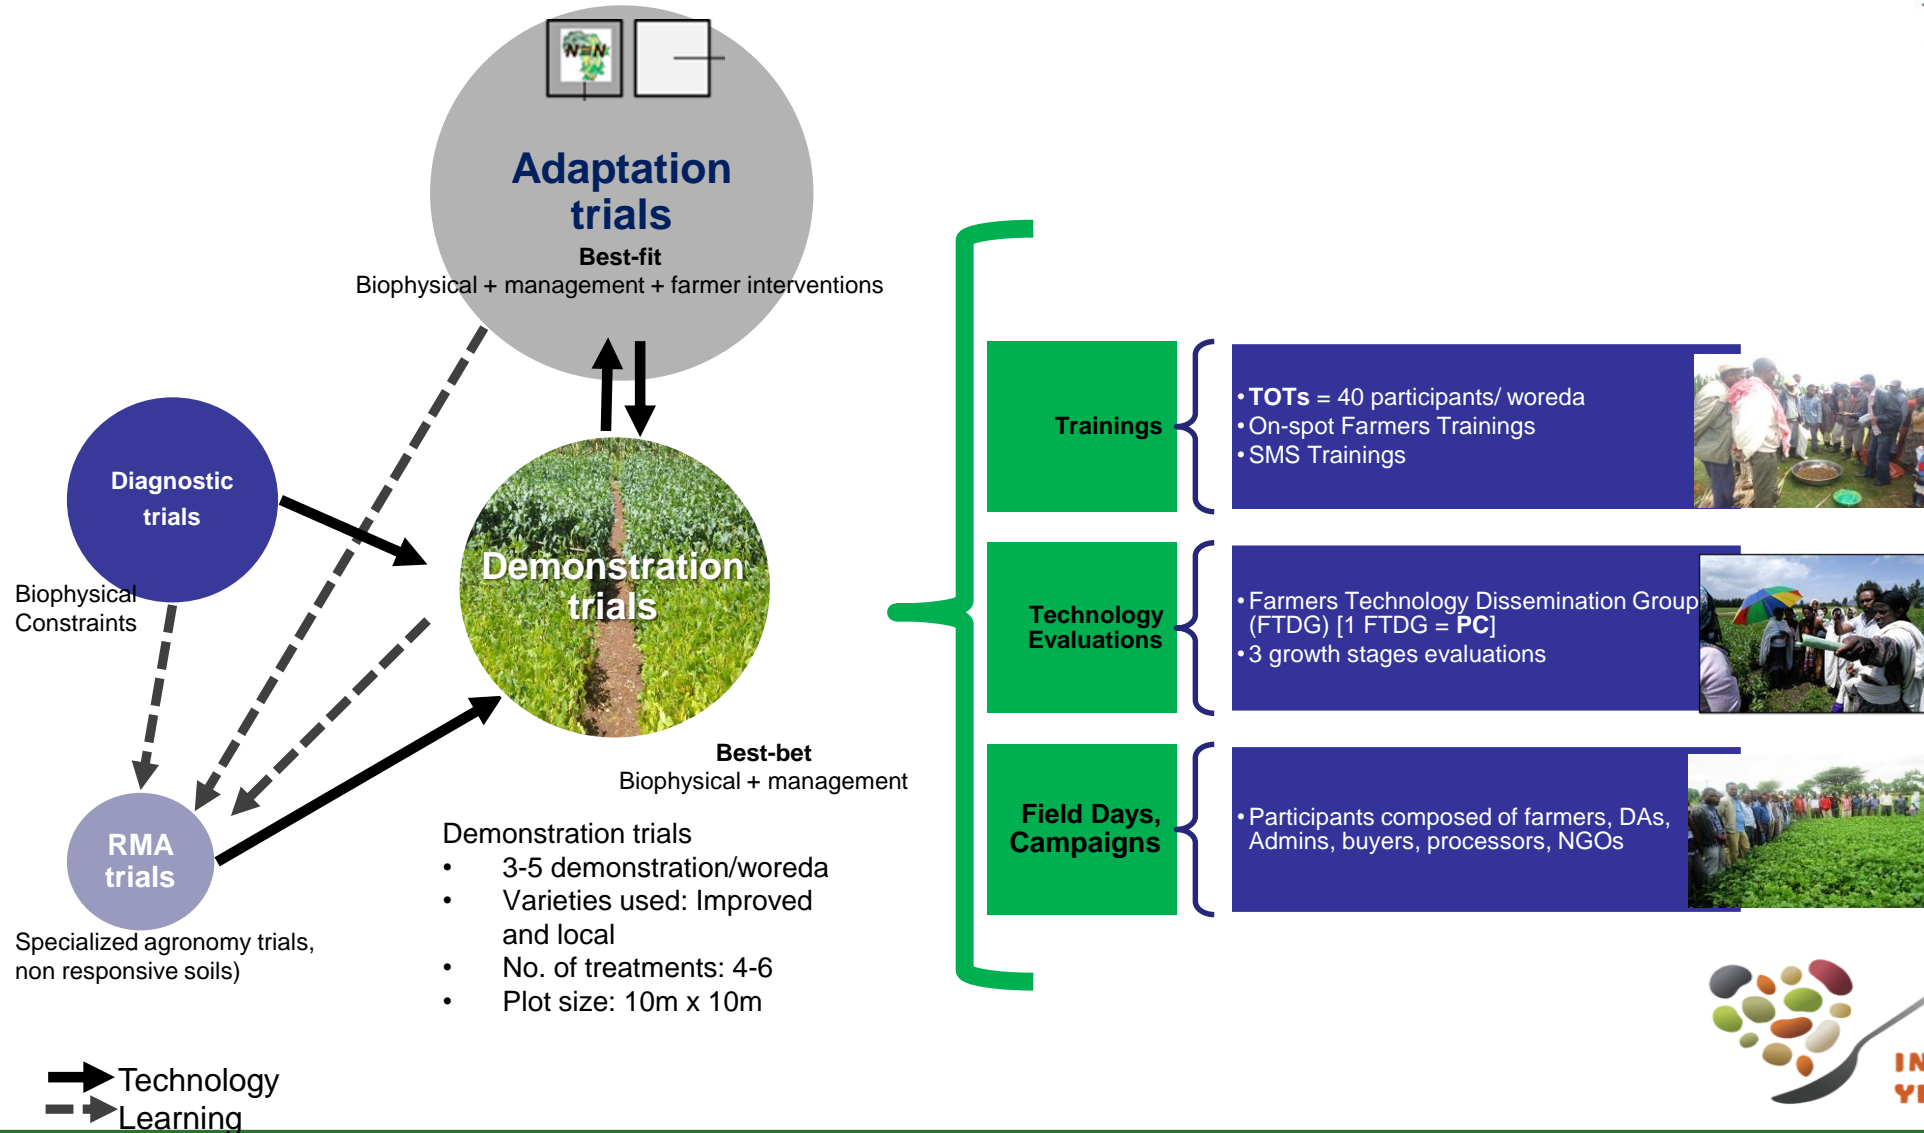 N≡N
Adaptation
trials
Best-fit
Biophysical + management + farmer interventions
Diagnostic
trials
Biophysical
Constraints
Demonstration
trials
Best-bet
Biophysical + management
RMA
trials
Specialized agronomy trials,
non responsive soils)
Demonstration trials
• 3-5 demonstration/woreda
• Varieties used: Improved
and local
• No. of treatments: 4-6
• Plot size: 10m x 10m
Technology
Learning
Trainings
• TOTs = 40 participants/ woreda
• On-spot Farmers Trainings
• SMS Trainings
Technology
Evaluations
• Farmers Technology Dissemination Group
(FTDG) [1 FTDG = PC]
• 3 growth stages evaluations
Field Days,
Campaigns
• Participants composed of farmers, DAs,
Admins, buyers, processors, NGOs